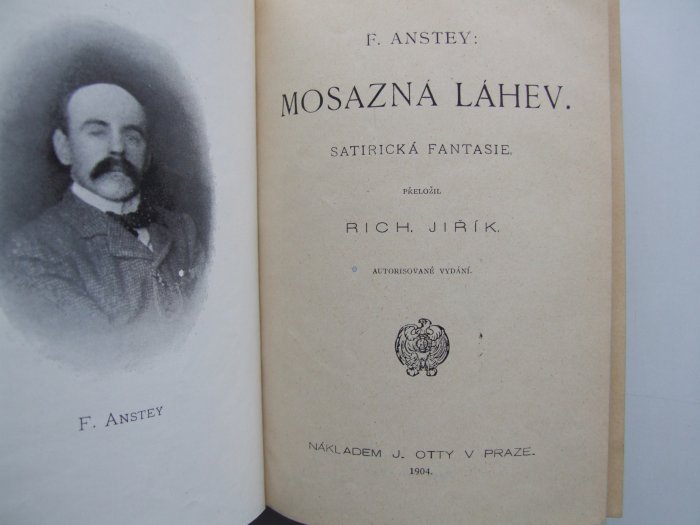 F. ANSTEY
F. ANSTEY:
MOSAZNÁ LÁHEV.
SATIRICKÁ FANTASIE.
PŘELOŽIL
RICH. JIŘÍK.
AUTORISOVANÉ VYDÁNÍ.
NÁKLADEM J. OTTY V PRAZE.
1904.